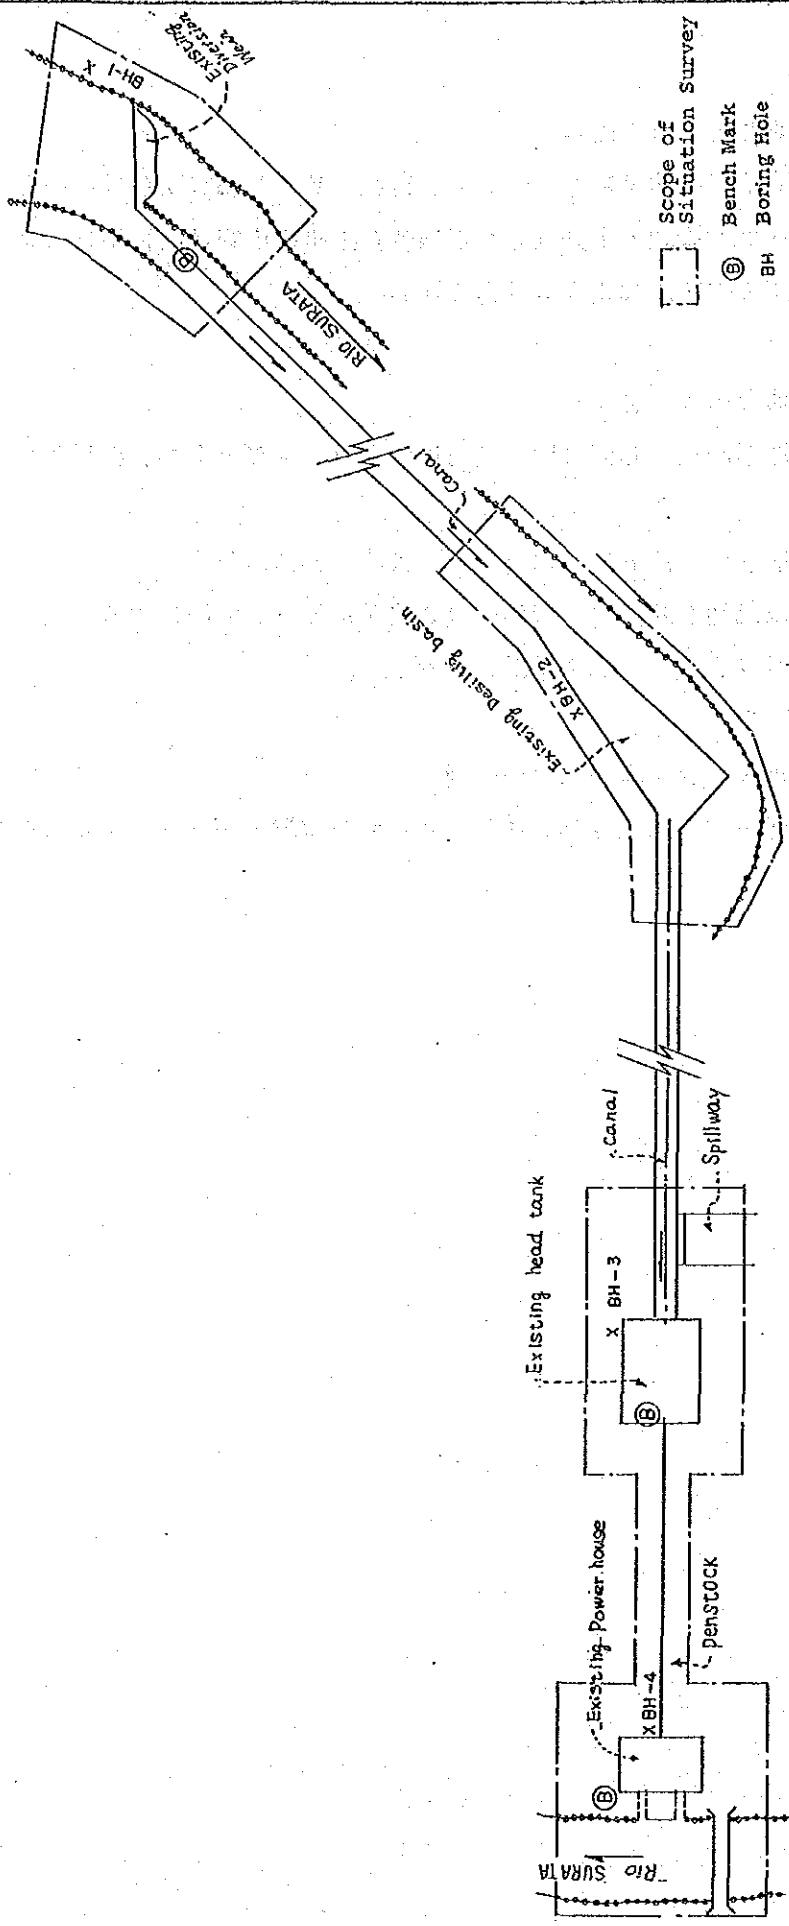 Existing
Diversion
Weir
BH-1 X
Ⓑ
RIO SURATA
Scope of
Situation Survey
Ⓑ Bench Mark
BH Boring Hole
Canal
X BH-2
Existing Desilting basin
Canal
Spillway
Existing head tank
X BH-3
Ⓑ
Existing Power house
X BH-4
penstock
Ⓑ
Rio SURATA